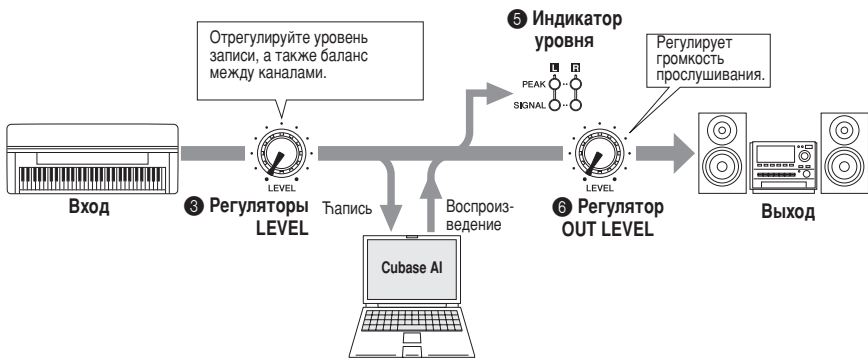 ❺ Индикатор
уровня
Отрегулируйте уровень
записи, а также баланс
между каналами.
Регулирует
громкость
прослушивания.
L R
PEAK
SIGNAL
LEVEL
LEVEL
Вход
❸ Регуляторы
LEVEL
Ћапись
Воспроиз-
ведение
❻ Регулятор
OUT LEVEL
Выход
Cubase AI